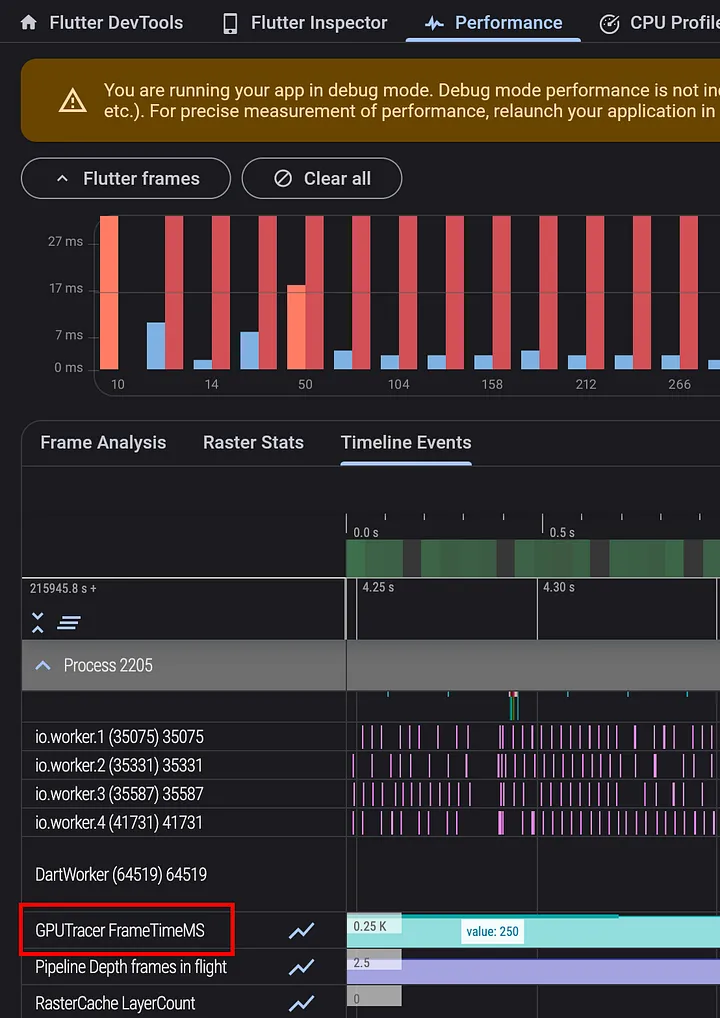 Flutter DevTools Flutter Inspector Performance CPU Profile
You are running your app in debug mode. Debug mode performance is not in
etc.). For precise measurement of performance, relaunch your application in
Flutter frames Clear all
27 ms
17 ms
7 ms
0 ms
10 14 50 104 158 212 266
Frame Analysis Raster Stats Timeline Events
0.0 s 0.5 s
215945.8 s + 4.25 s 4.30 s
Process 2205
io.worker.1 (35075) 35075
io.worker.2 (35331) 35331
io.worker.3 (35587) 35587
io.worker.4 (41731) 41731
DartWorker (64519) 64519
GPUTracer FrameTimeMS 0.25 K value: 250
Pipeline Depth frames in flight 2.5
RasterCache LayerCount 0